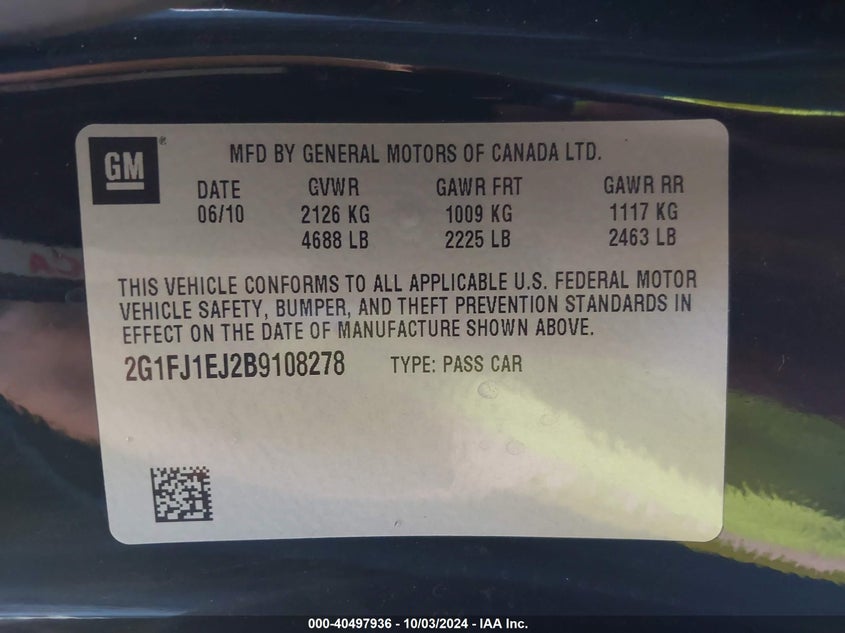 GM
MFD BY GENERAL MOTORS OF CANADA LTD.
DATE GVWR GAWR FRT GAWR RR
06/10 2126 KG 1009 KG 1117 KG
4688 LB 2225 LB 2463 LB
THIS VEHICLE CONFORMS TO ALL APPLICABLE U.S. FEDERAL MOTOR
VEHICLE SAFETY, BUMPER, AND THEFT PREVENTION STANDARDS IN
EFFECT ON THE DATE OF MANUFACTURE SHOWN ABOVE.
2G1FJ1EJ2B9108278 TYPE: PASS CAR
000-40497936 - 10/03/2024 - IAA Inc.